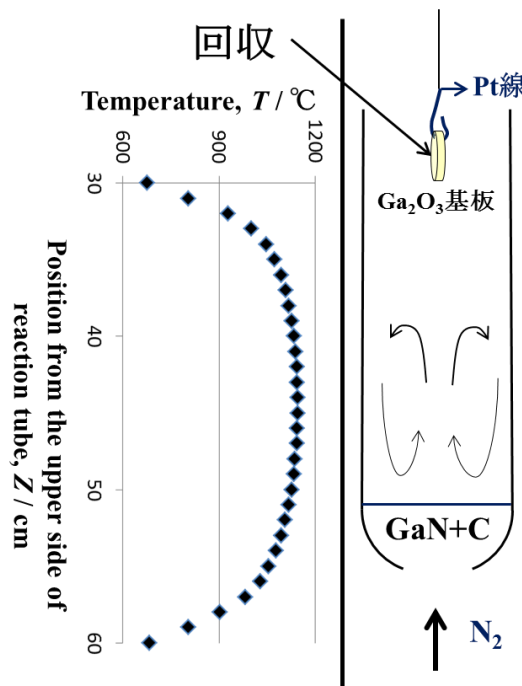 回収
Pt線
Temperature, T / ℃
600
900
1200
Ga₂O₃基板
30
40
50
60
Position from the upper side of
reaction tube, Z / cm
GaN+C
N₂